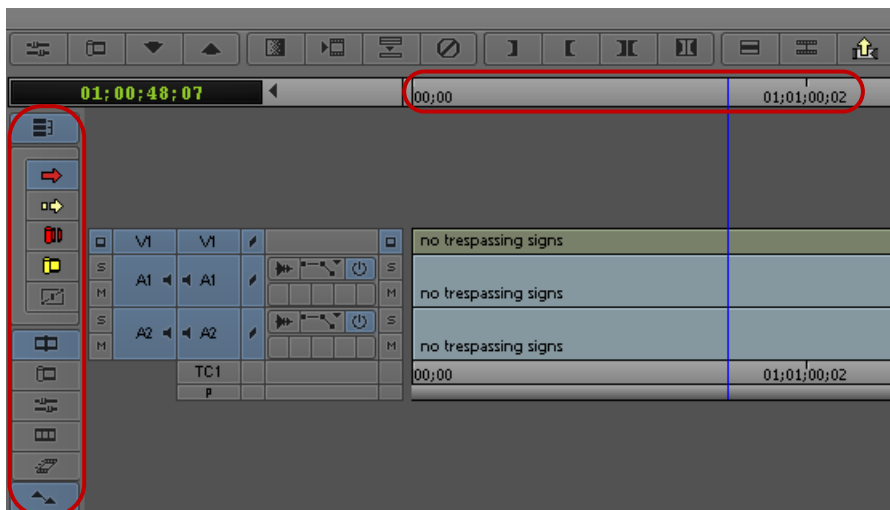 01;00;48;07
00;00 01;01;00;02
V1 V1
no trespassing signs
S A1 A1 S
M M
no trespassing signs
S A2 A2 S
M M
no trespassing signs
TC1
00;00 01;01;00;02
P